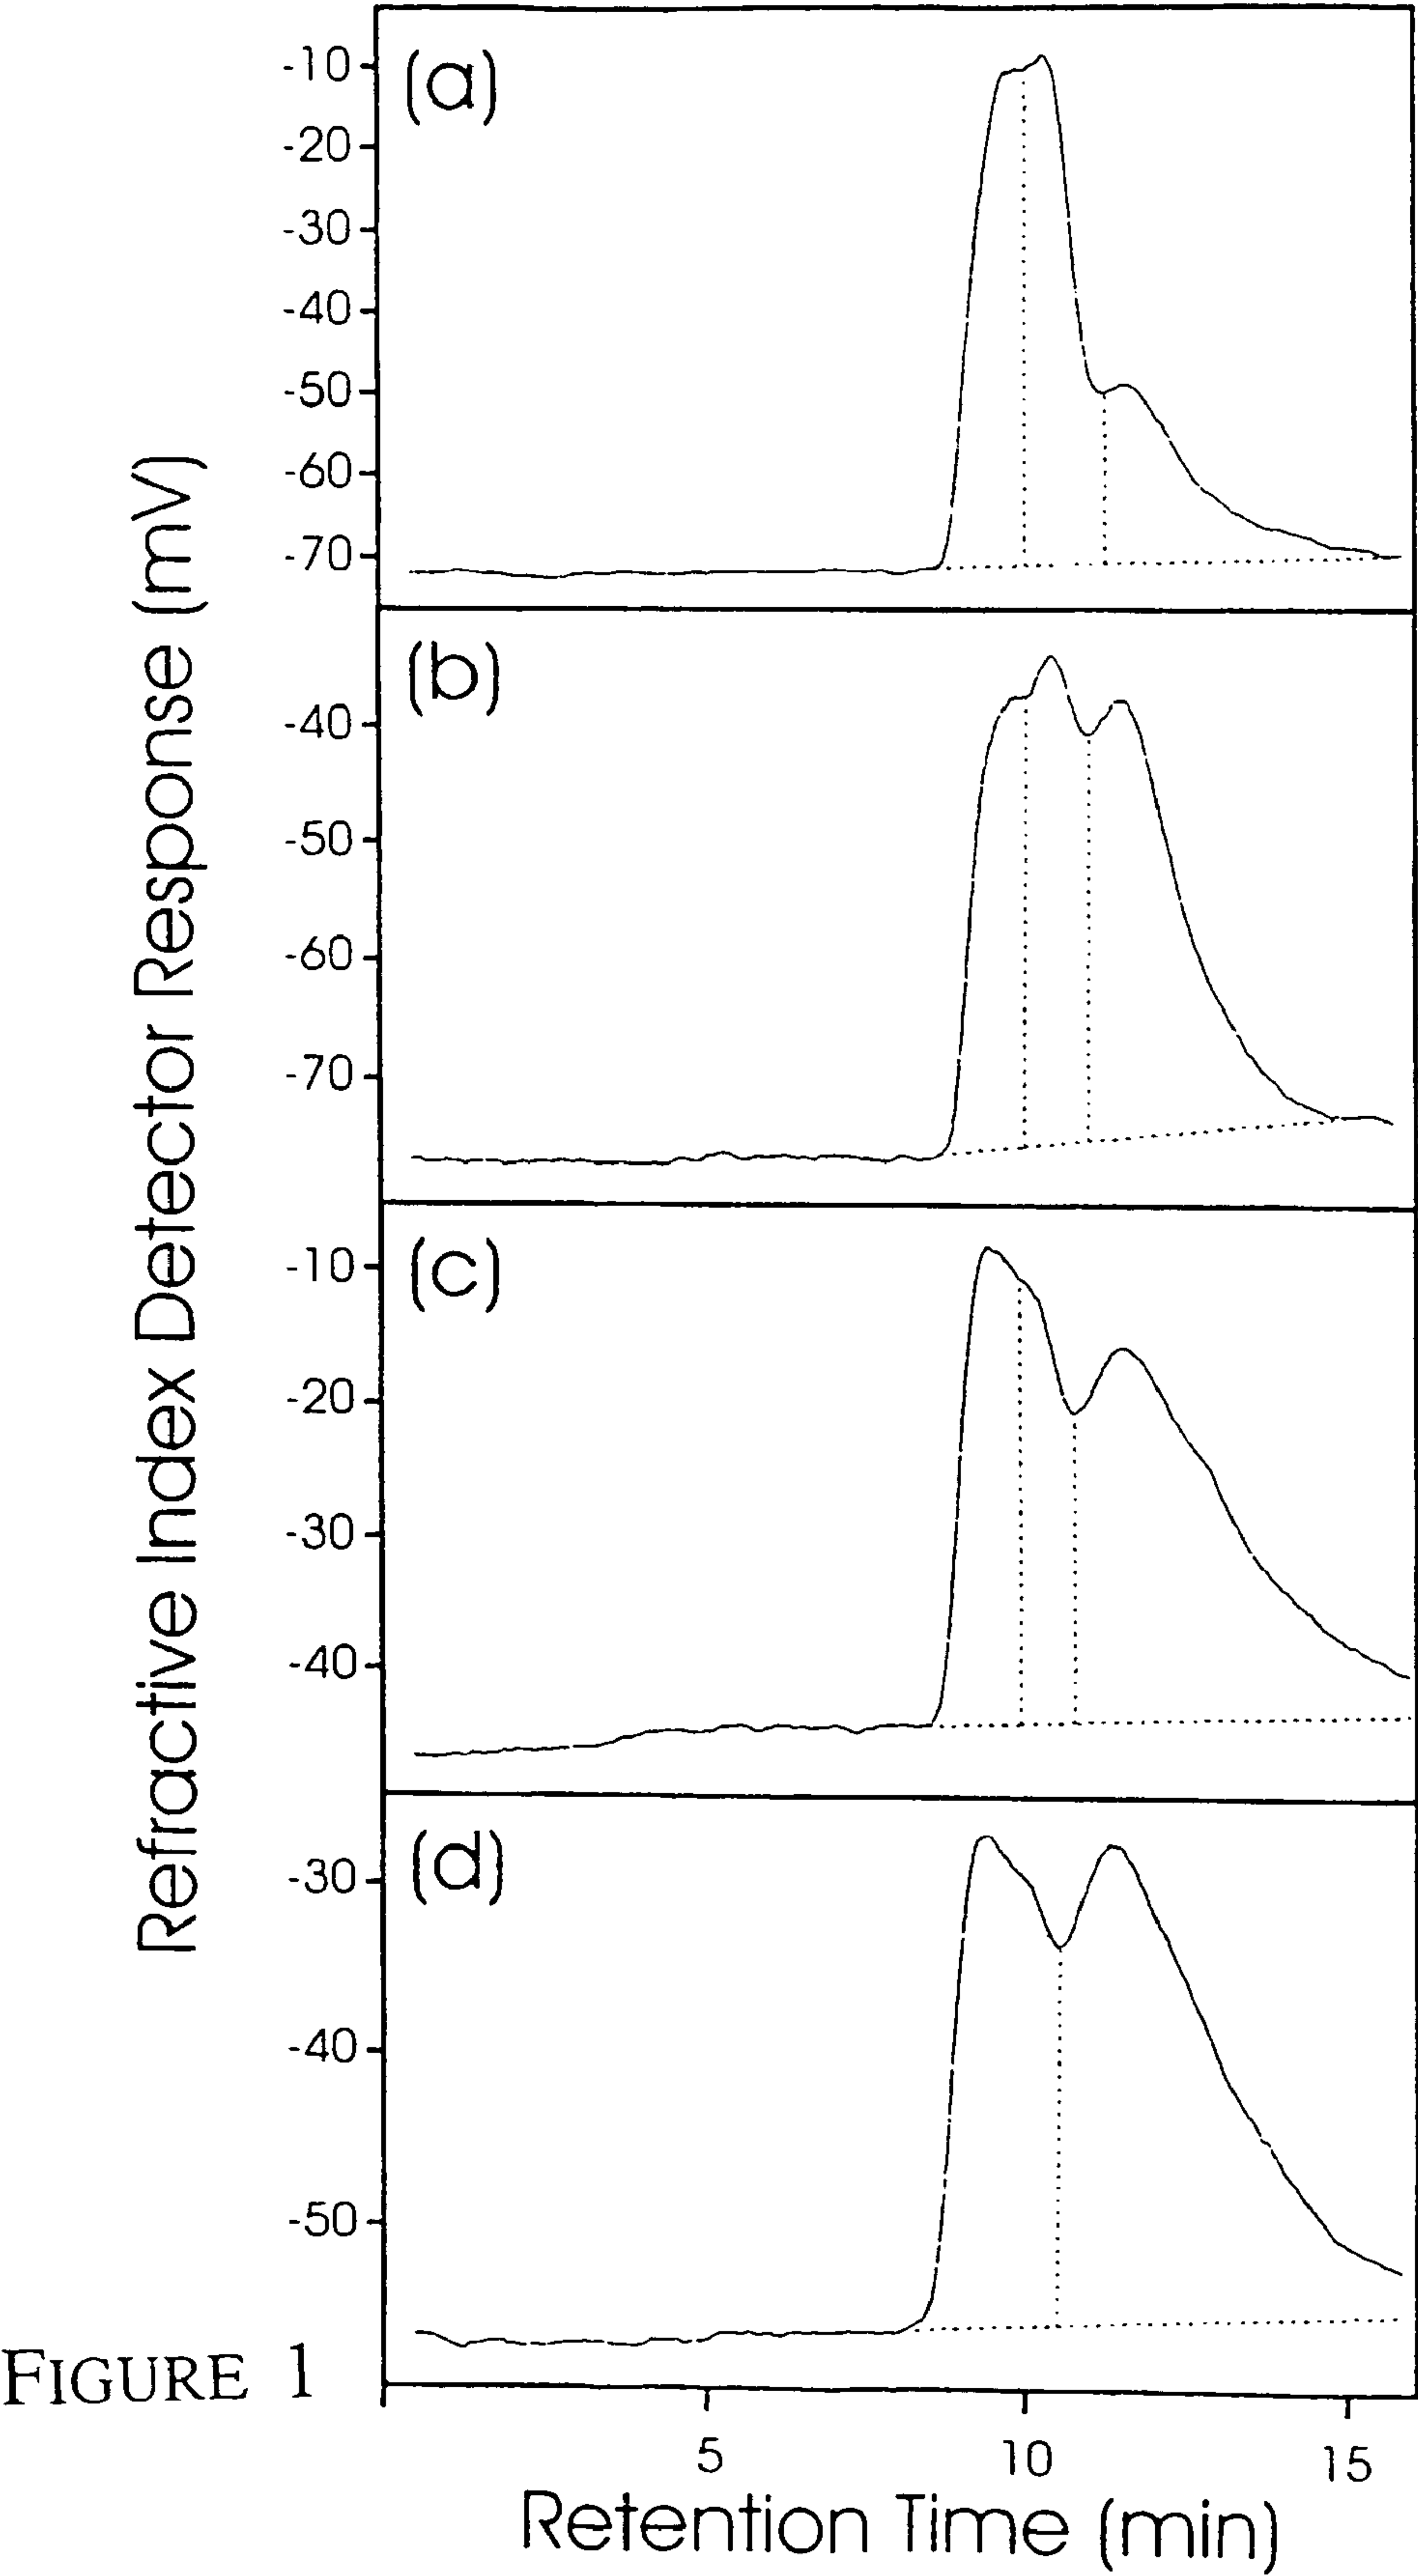 (a)
-10
-20
-30
-40
-50
-60
-70
(b)
-40
-50
-60
-70
(c)
-10
-20
-30
-40
(d)
-30
-40
-50
Refractive Index Detector Response (mV)
FIGURE 1
5 10 15
Retention Time (min)